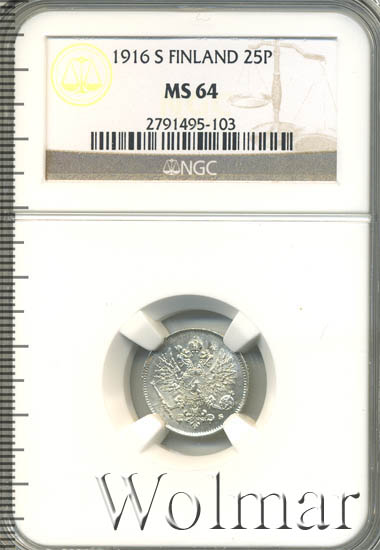 1916 S FINLAND 25P
MS 64
2791495-103
NGC
S
Wolmar